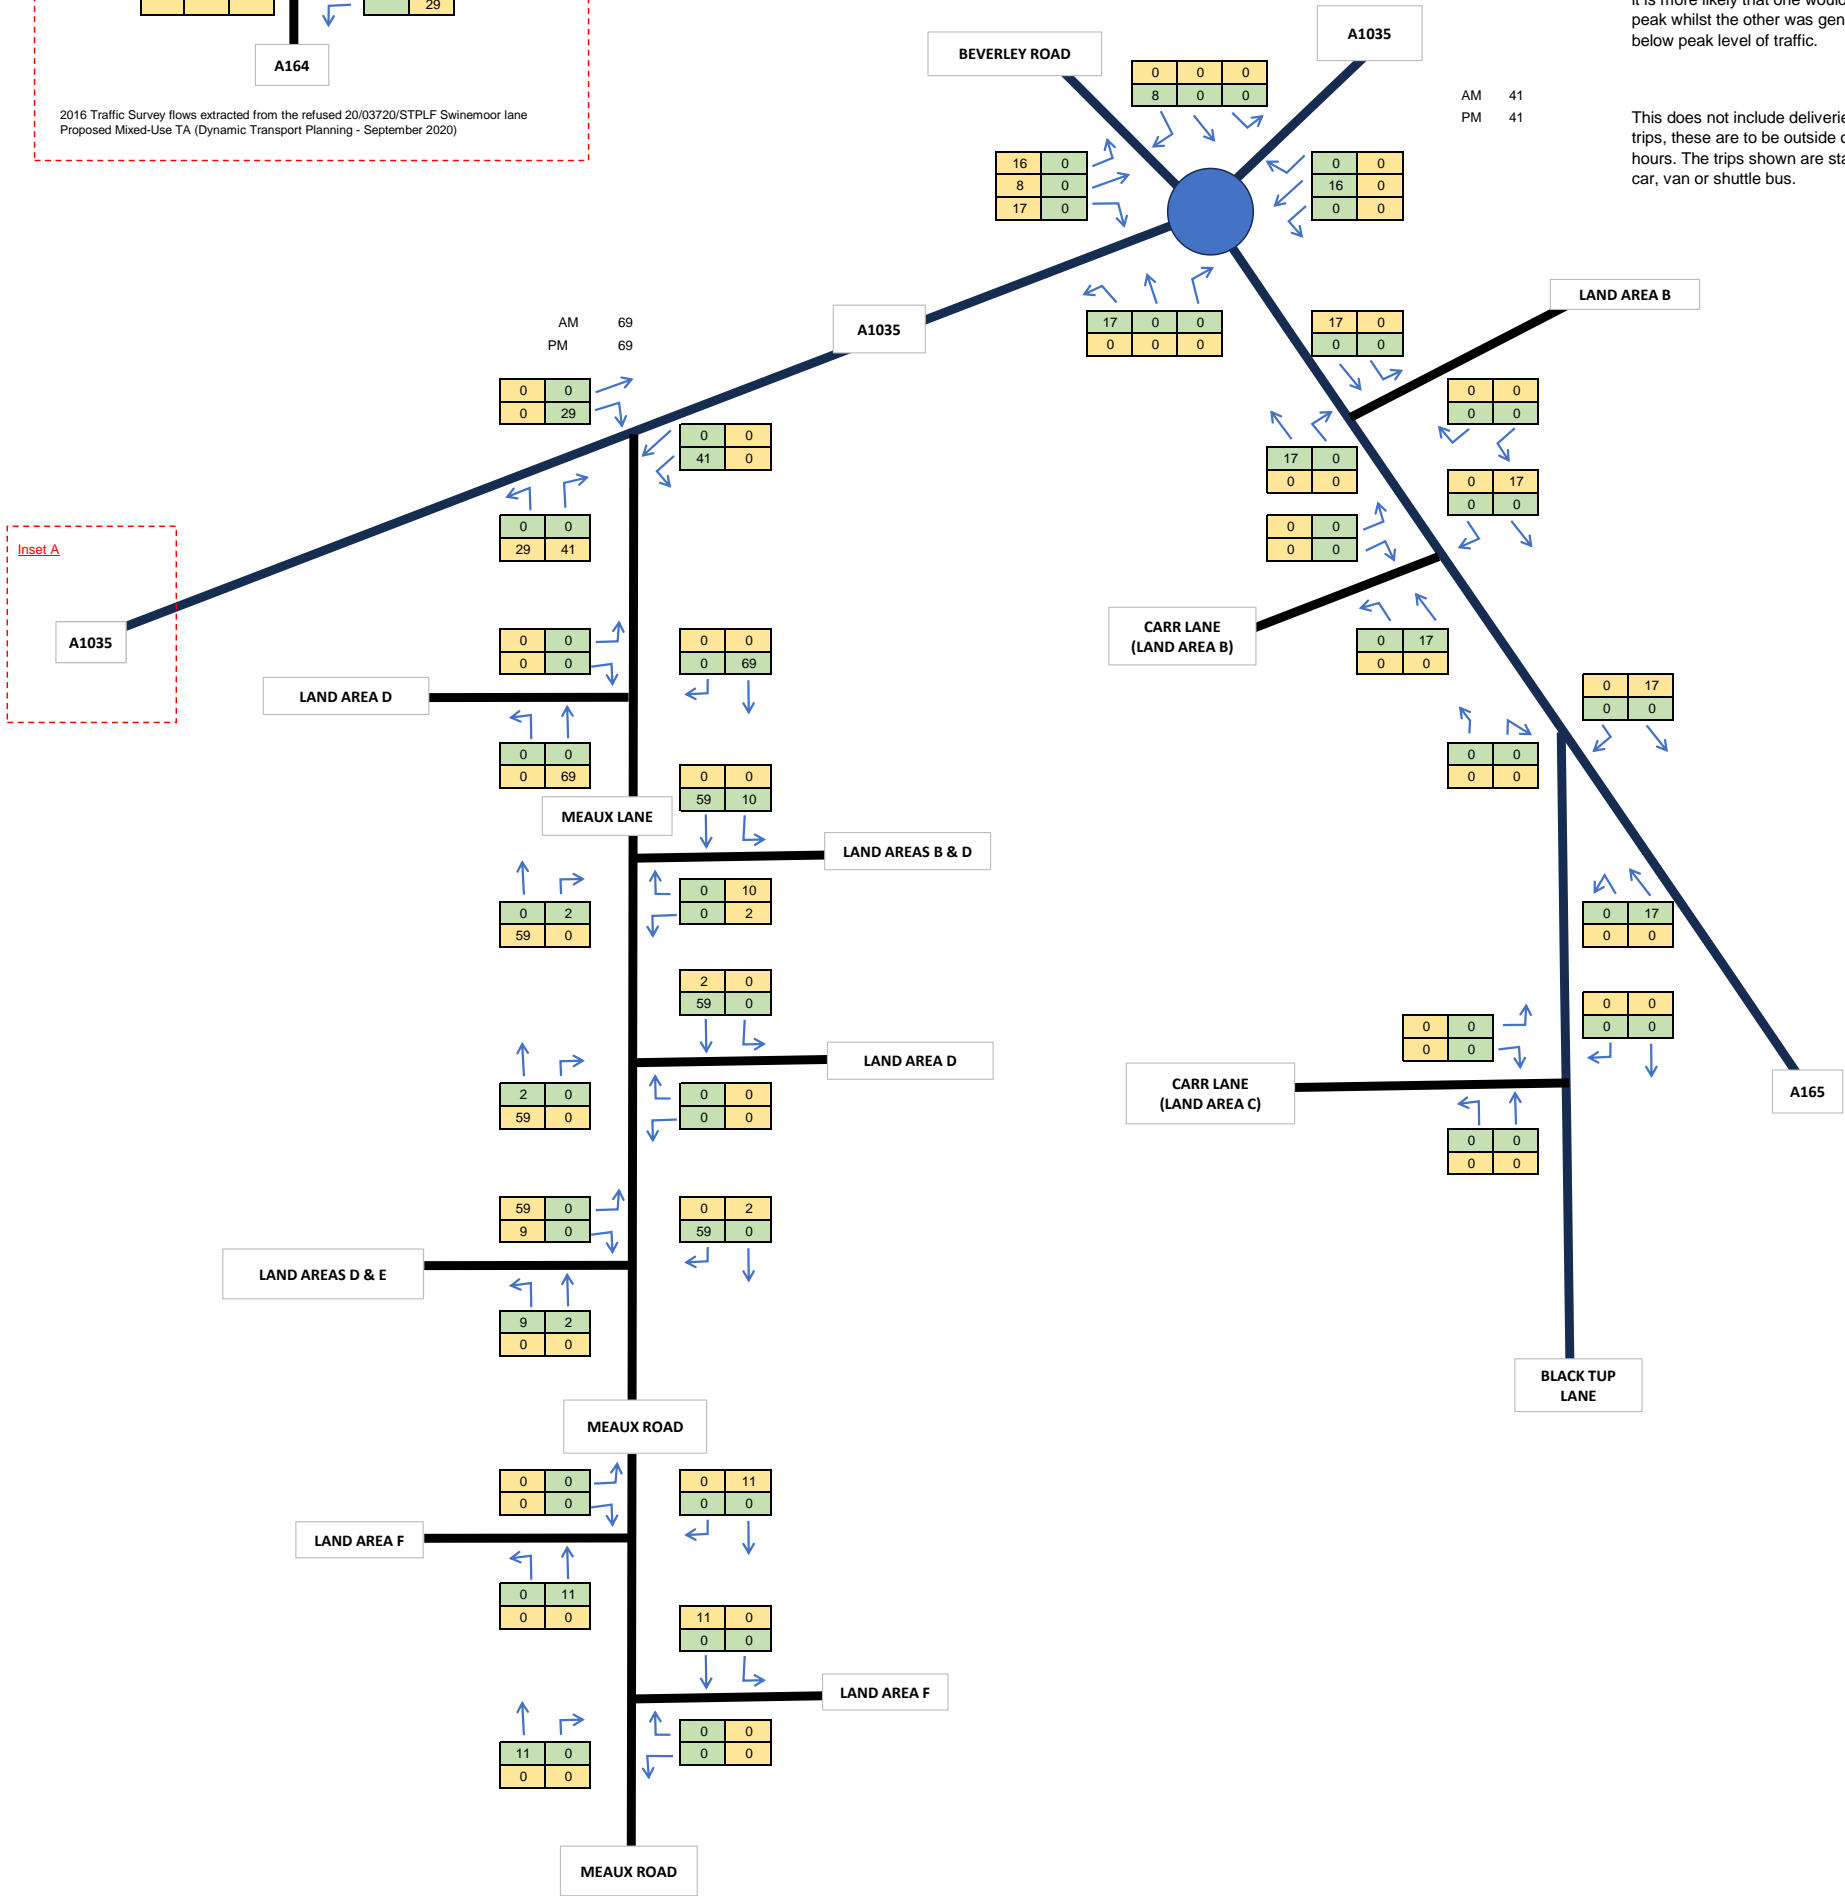 29
A164
2016 Traffic Survey flows extracted from the refused 20/03720/STPLF Swinemoor lane
Proposed Mixed-Use TA (Dynamic Transport Planning - September 2020)
it is more likely that one would
peak whilst the other was gen
below peak level of traffic.
BEVERLEY ROAD
A1035
0 0 0
8 0 0
AM 41
PM 41
This does not include deliverie
trips, these are to be outside o
hours. The trips shown are sta
car, van or shuttle bus.
16 0
8 0
17 0
0 0
16 0
0 0
LAND AREA B
17 0 0
0 0 0
17 0
0 0
AM 69
PM 69
A1035
0 0
0 29
0 0
41 0
0 0
0 0
17 0
0 0
0 17
0 0
0 0
29 41
0 0
0 0
Inset A
A1035
CARR LANE
(LAND AREA B)
0 17
0 0
0 0
0 0
0 0
0 69
LAND AREA D
0 17
0 0
0 0
0 69
0 0
0 0
0 0
59 10
MEAUX LANE
LAND AREAS B & D
0 10
0 2
0 2
59 0
0 17
0 0
2 0
59 0
0 0
0 0
0 0
0 0
LAND AREA D
2 0
59 0
0 0
0 0
CARR LANE
(LAND AREA C)
A165
0 0
0 0
59 0
9 0
0 2
59 0
LAND AREAS D & E
9 2
0 0
BLACK TUP
LANE
MEAUX ROAD
0 0
0 0
0 11
0 0
LAND AREA F
0 11
0 0
11 0
0 0
LAND AREA F
0 0
0 0
11 0
0 0
MEAUX ROAD